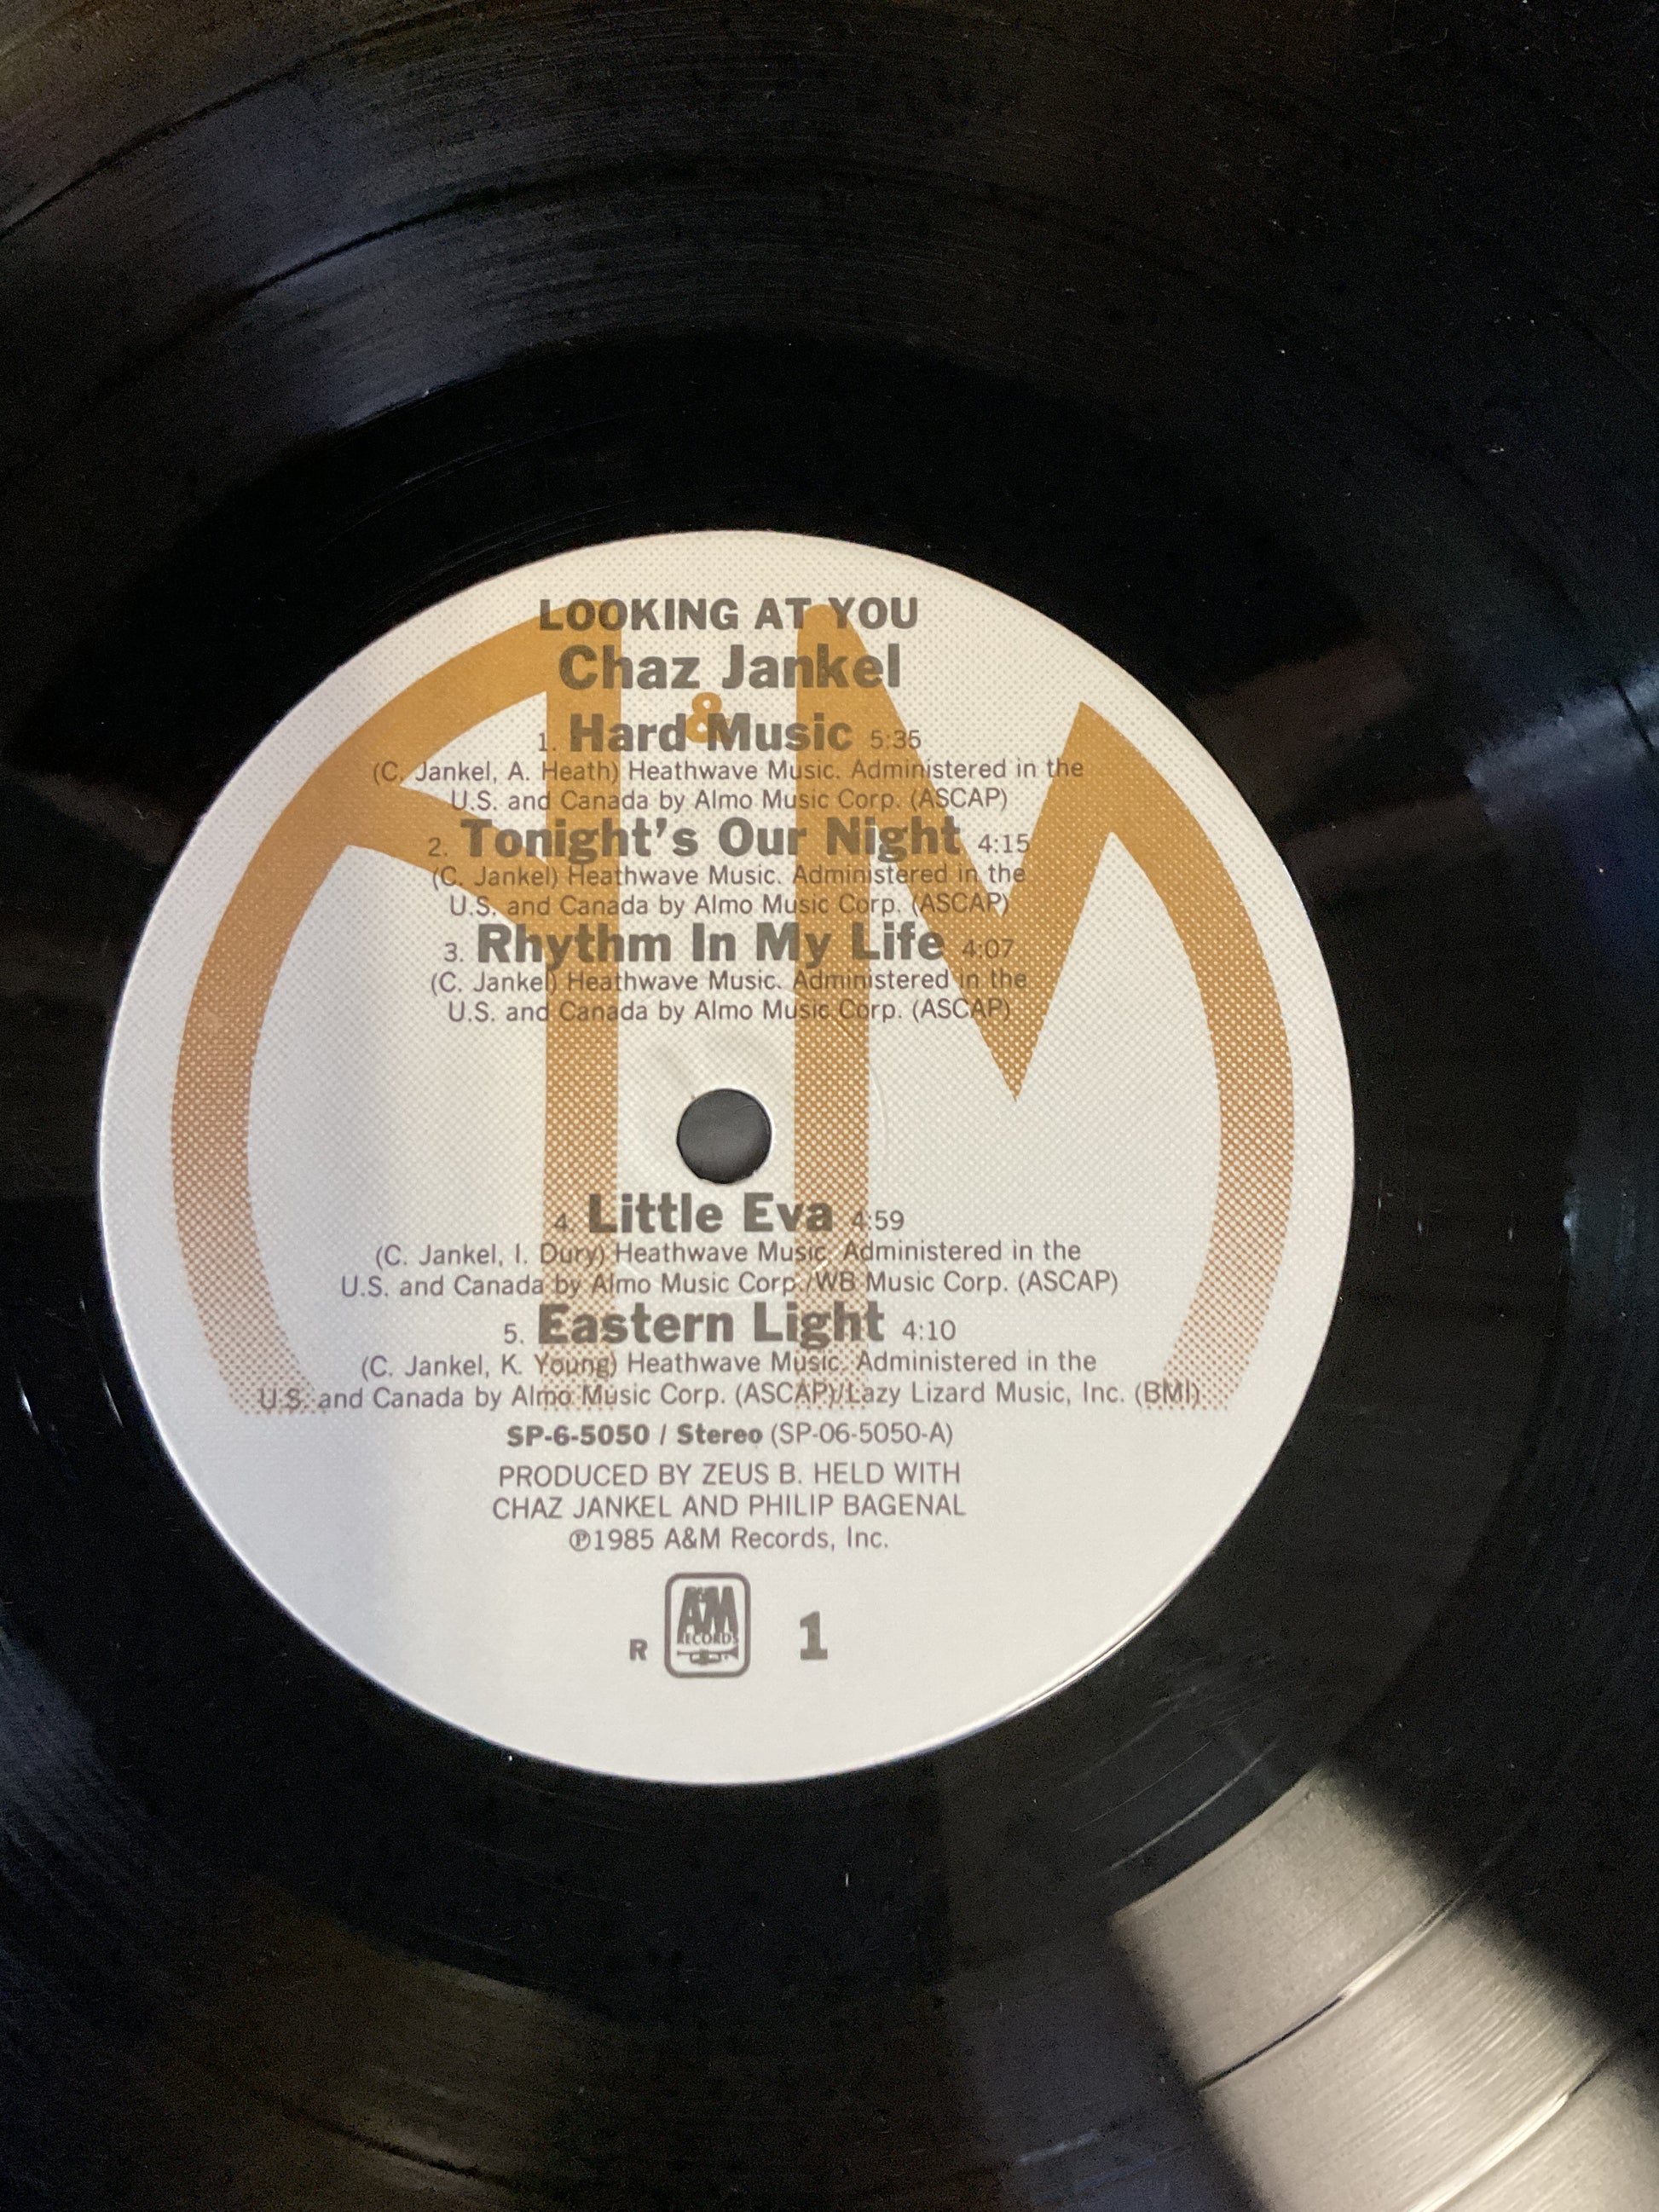 LOOKING AT YOU
Chaz Jankel
&
1. Hard Music 5:35
(C. Jankel, A. Heath) Heathwave Music. Administered in the
U.S. and Canada by Almo Music Corp. (ASCAP)
2. Tonight's Our Night 4:15
(C. Jankel) Heathwave Music. Administered in the
U.S. and Canada by Almo Music Corp. (ASCAP)
3. Rhythm In My Life 4:07
(C. Jankel) Heathwave Music. Administered in the
U.S. and Canada by Almo Music Corp. (ASCAP)
4. Little Eva 4:59
(C. Jankel, I. Dury) Heathwave Music. Administered in the
U.S. and Canada by Almo Music Corp./WB Music Corp. (ASCAP)
5. Eastern Light 4:10
(C. Jankel, K. Young) Heathwave Music. Administered in the
U.S. and Canada by Almo Music Corp. (ASCAP)/Lazy Lizard Music, Inc. (BMI)
SP-6-5050 / Stereo (SP-06-5050-A)
PRODUCED BY ZEUS B. HELD WITH
CHAZ JANKEL AND PHILIP BAGENAL
℗1985 A&M Records, Inc.
R A&M RECORDS 1